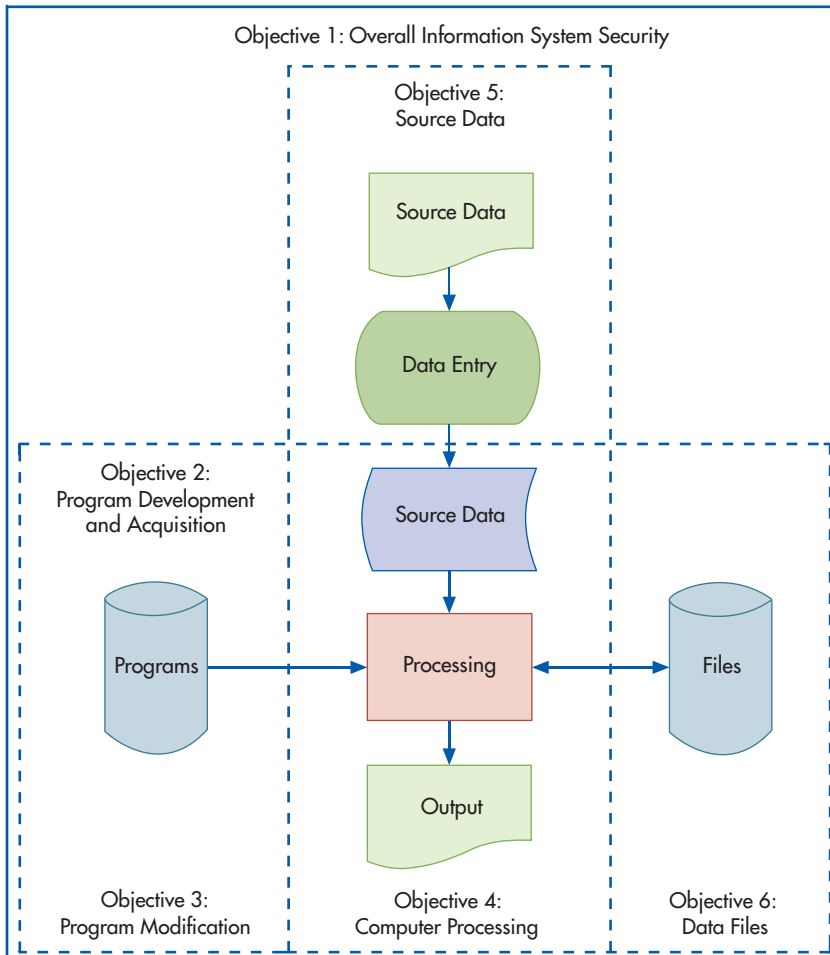 Objective 1: Overall Information System Security
Objective 5:
Source Data
Source Data
Data Entry
Objective 2:
Program Development
and Acquisition
Source Data
Programs
Processing
Files
Output
Objective 3:
Program Modification
Objective 4:
Computer Processing
Objective 6:
Data Files